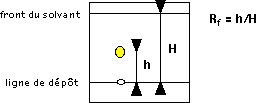 front du solvant
Rf = h/H
H
h
ligne de dépôt